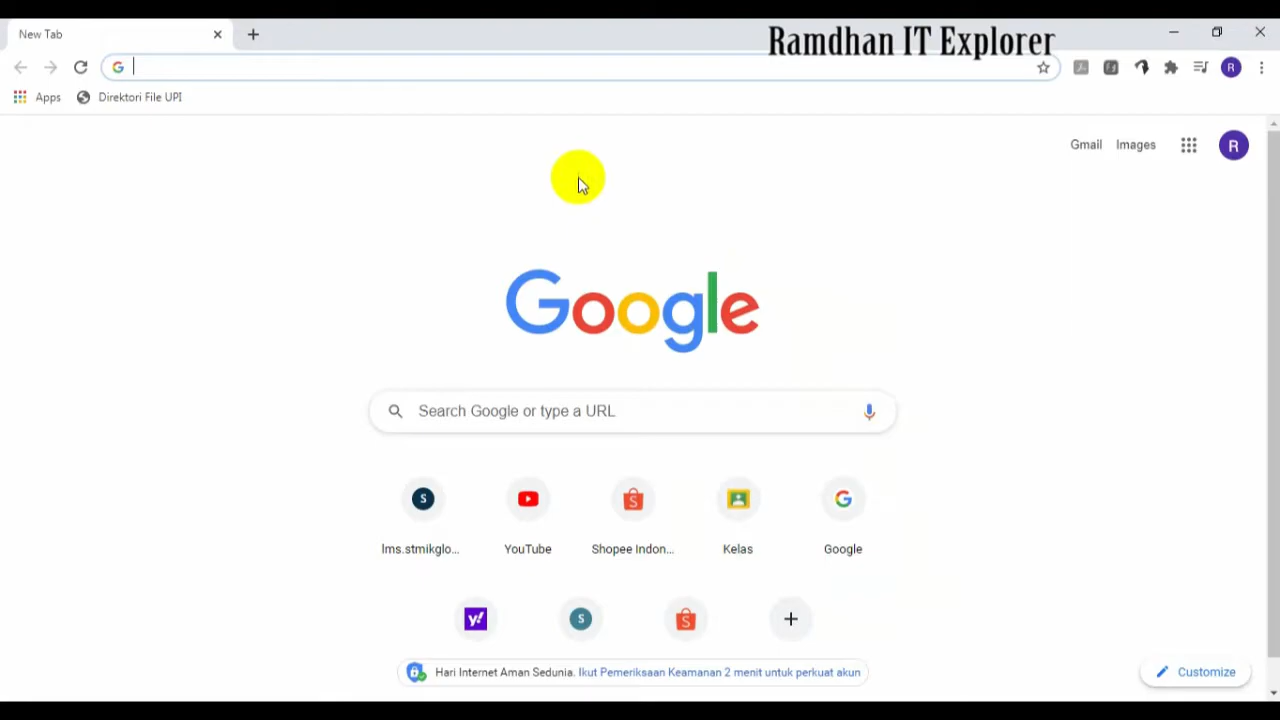 New Tab
Ramdhan IT Explorer
R
Apps Direktori File UPI
Gmail Images R
Google
Search Google or type a URL
S S
lms.stmikglo... YouTube Shopee Indon... Kelas Google
y! S S
Hari Internet Aman Sedunia. Ikut Pemeriksaan Keamanan 2 menit untuk perkuat akun
Customize